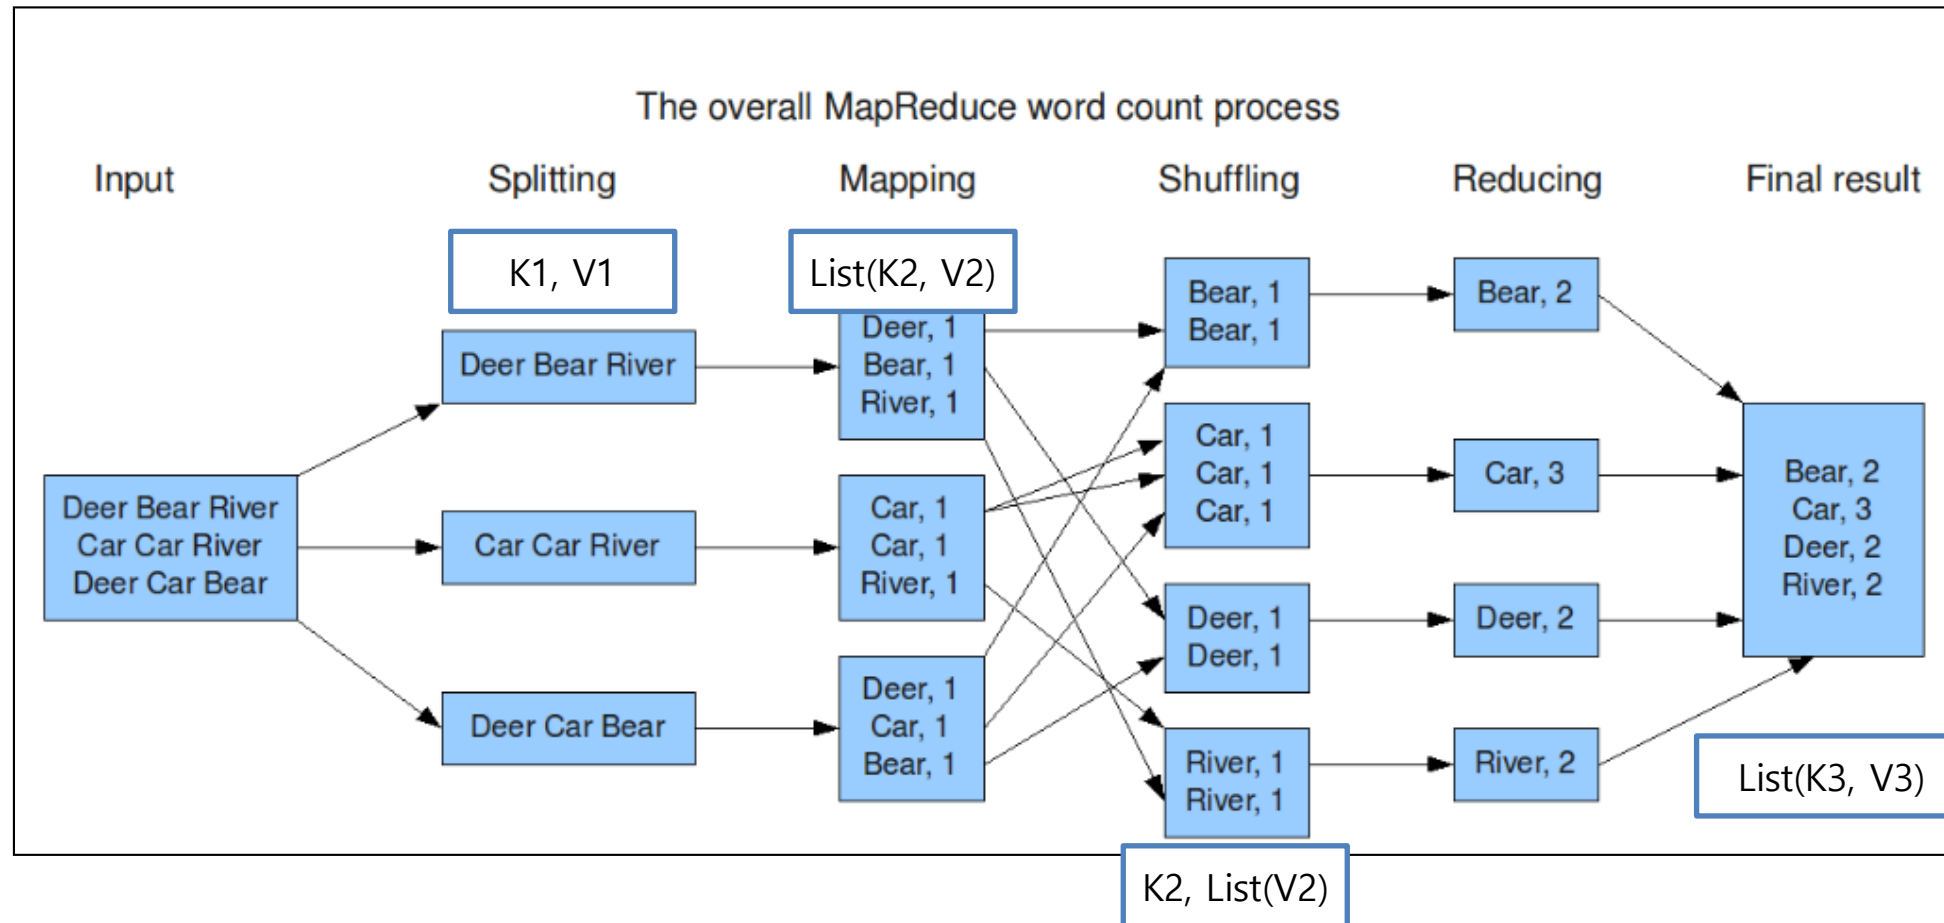 The overall MapReduce word count process
Input
Splitting
Mapping
Shuffling
Reducing
Final result
K1, V1
List(K2, V2)
Deer Bear River
Car Car River
Deer Car Bear
Deer Bear River
Car Car River
Deer Car Bear
Deer, 1
Bear, 1
River, 1
Car, 1
Car, 1
River, 1
Deer, 1
Car, 1
Bear, 1
Bear, 1
Bear, 1
Car, 1
Car, 1
Car, 1
Deer, 1
Deer, 1
River, 1
River, 1
K2, List(V2)
Bear, 2
Car, 3
Deer, 2
River, 2
Bear, 2
Car, 3
Deer, 2
River, 2
List(K3, V3)